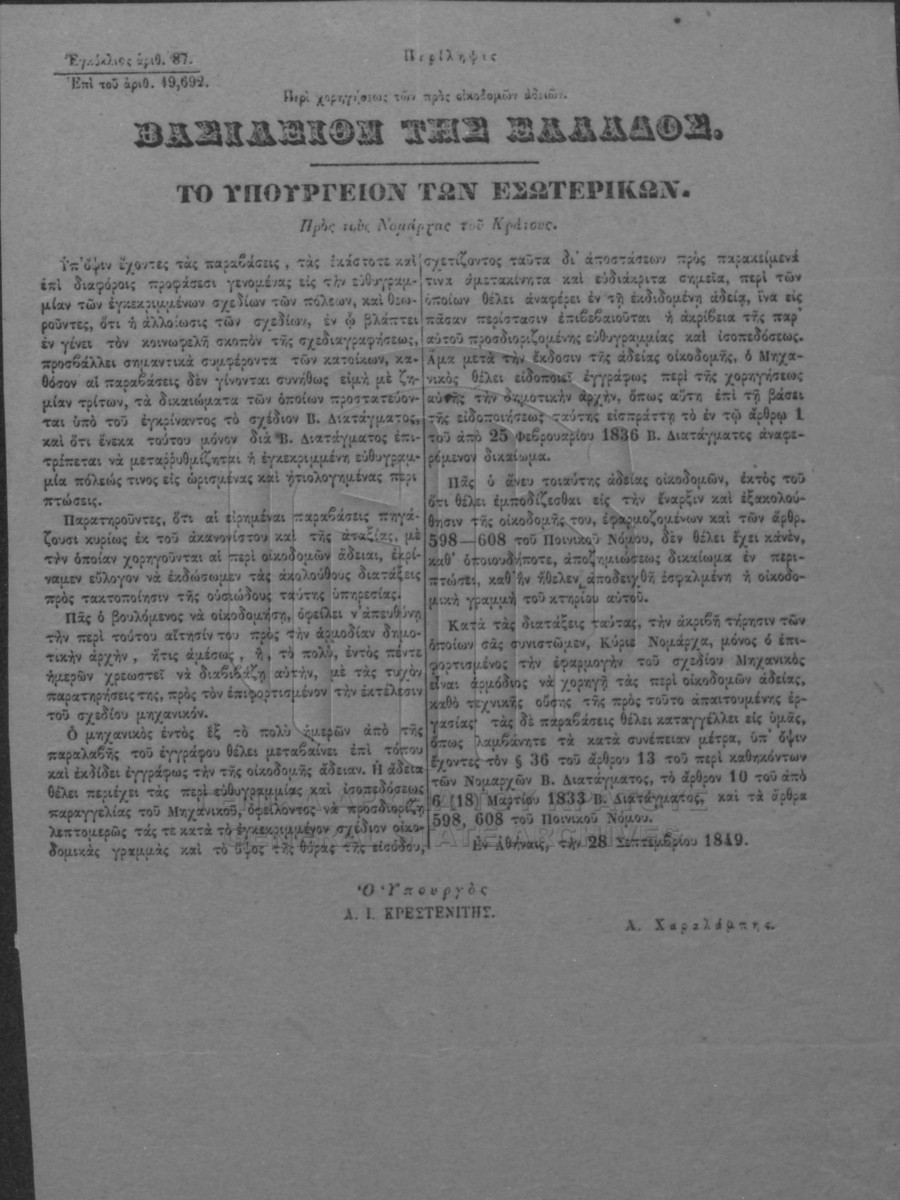 Ἐγκύκλιος ἀριθ. 87.
Ἐπὶ τοῦ ἀριθ. 19,692.
Περίληψις
Περὶ χορηγήσεως τῶν πρὸς οἰκοδομῶν ἀδειῶν.
ΒΑΣΙΛΕΙΟΝ ΤΗΣ ΕΛΛΑΔΟΣ.
ΤΟ ΥΠΟΥΡΓΕΙΟΝ ΤΩΝ ΕΣΩΤΕΡΙΚΩΝ.
Πρὸς τοὺς Νομάρχας τοῦ Κράτους.
Ὑπ' ὄψιν ἔχοντες τὰς παραβάσεις, τὰς ἑκάστοτε καὶ
ἐπὶ διαφόροις προφάσεσι γενομένας εἰς τὴν εὐθυγραμ-
μίαν τῶν ἐγκεκριμμένων σχεδίων τῶν πόλεων, καὶ θεω-
ροῦντες, ὅτι ἡ ἀλλοίωσις τῶν σχεδίων, ἐν ᾧ βλάπτει
ἐν γένει τὸν κοινωφελῆ σκοπὸν τῆς σχεδιαγραφήσεως,
προσβάλλει σημαντικὰ συμφέροντα τῶν κατοίκων, κα-
θόσον αἱ παραβάσεις δὲν γίνονται συνήθως εἰμὴ μὲ ζη-
μίαν τρίτων, τὰ δικαιώματα τῶν ὁποίων προστατεύον-
ται ὑπὸ τοῦ ἐγκρίναντος τὸ σχέδιον Β. Διατάγματος,
καὶ ὅτι ἕνεκα τούτου μόνον διὰ Β. Διατάγματος ἐπι-
τρέπεται νὰ μεταῤῥυθμίζηται ἡ ἐγκεκριμμένη εὐθυγραμ-
μία πόλεώς τινος εἰς ὡρισμένας καὶ ᾐτιολογημένας περι
πτώσεις.
Παρατηροῦντες, ὅτι αἱ εἰρημέναι παραβάσεις πηγά-
ζουσι κυρίως ἐκ τοῦ ἀκανονίστου καὶ τῆς ἀταξίας, μὲ
τὴν ὁποίαν χορηγοῦνται αἱ περὶ οἰκοδομῶν ἄδειαι, ἐκρί-
ναμεν εὔλογον νὰ ἐκδώσωμεν τὰς ἀκολούθους διατάξεις
πρὸς τακτοποίησιν τῆς οὐσιώδους ταύτης ὑπηρεσίας.
Πᾶς ὁ βουλόμενος νὰ οἰκοδομήσῃ, ὀφείλει ν' ἀπευθύνῃ
τὴν περὶ τούτου αἴτησίν του πρὸς τὴν ἁρμοδίαν δημο-
τικὴν ἀρχὴν, ἥτις ἀμέσως, ἢ, τὸ πολὺ, ἐντὸς πέντε
ἡμερῶν χρεωστεῖ νὰ διαβιβάζῃ αὐτὴν, μὲ τὰς τυχὸν
παρατηρήσεις της, πρὸς τὸν ἐπιφορτισμένον τὴν ἐκτέλεσιν
τοῦ σχεδίου μηχανικόν.
Ὁ μηχανικὸς ἐντὸς ἓξ τὸ πολὺ ἡμερῶν ἀπὸ τῆς
παραλαβῆς τοῦ ἐγγράφου θέλει μεταβαίνει ἐπὶ τόπου
καὶ ἐκδίδει ἐγγράφως τὴν τῆς οἰκοδομῆς ἄδειαν. Ἡ ἄδεια
θέλει περιέχει τὰς περὶ εὐθυγραμμίας καὶ ἰσοπεδόσεως
παραγγελίας τοῦ Μηχανικοῦ, ὀφείλοντος νὰ προσδιορίζῃ
λεπτομερῶς τάς τε κατὰ τὸ ἐγκεκριμμένον σχέδιον οἰκο-
δομικὰς γραμμὰς καὶ τὸ ὕψος τῆς θύρας τῆς εἰσόδου,
σχετίζοντος ταῦτα δι' ἀποστάσεων πρὸς παρακείμενά
τινα ἀμετακίνητα καὶ εὐδιάκριτα σημεῖα, περὶ τῶν
ὁποίων θέλει ἀναφέρει ἐν τῇ ἐκδιδομένῃ ἀδείᾳ, ἵνα εἰς
πᾶσαν περίστασιν ἐπιβεβαιοῦται ἡ ἀκρίβεια τῆς παρ'
αὐτοῦ προσδιοριζομένης εὐθυγραμμίας καὶ ἰσοπεδόσεως.
Ἅμα μετὰ τὴν ἔκδοσιν τῆς ἀδείας οἰκοδομῆς, ὁ Μηχα-
νικὸς θέλει εἰδοποιεῖ ἐγγράφως περὶ τῆς χορηγήσεως
αὐτῆς τὴν δημοτικὴν ἀρχὴν, ὅπως αὕτη ἐπὶ τῇ βάσει
τῆς εἰδοποιήσεως ταύτης εἰσπράττῃ τὸ ἐν τῷ ἄρθρῳ 1
τοῦ ἀπὸ 25 Φεβρουαρίου 1836 Β. Διατάγματος ἀναφε-
ρόμενον δικαίωμα.
Πᾶς ὁ ἄνευ τοιαύτης ἀδείας οἰκοδομῶν, ἐκτὸς τοῦ
ὅτι θέλει ἐμποδίζεσθαι εἰς τὴν ἔναρξιν καὶ ἐξακολού-
θησιν τῆς οἰκοδομῆς του, ἐφαρμοζομένων καὶ τῶν ἄρθρ.
598—608 τοῦ Ποινικοῦ Νόμου, δὲν θέλει ἔχει κἀνὲν,
καθ' ὁποιουδήποτε, ἀποζημιώσεως δικαίωμα ἐν περι-
πτώσει, καθ' ἣν ἤθελεν ἀποδειχθῆ ἐσφαλμένη ἡ οἰκοδο-
μικὴ γραμμὴ τοῦ κτηρίου αὐτοῦ.
Κατὰ τὰς διατάξεις ταύτας, τὴν ἀκριβῆ τήρησιν τῶν
ὁποίων σᾶς συνιστῶμεν, Κύριε Νομάρχα, μόνος ὁ ἐπι-
φορτισμένος τὴν ἐφαρμογὴν τοῦ σχεδίου Μηχανικὸς
εἶναι ἁρμόδιος νὰ χορηγῇ τὰς περὶ οἰκοδομῶν ἀδείας,
καθὸ τεχνικῆς οὔσης τῆς πρὸς τοῦτο ἀπαιτουμένης ἐρ-
γασίας· τὰς δὲ παραβάσεις θέλει καταγγέλλει εἰς ὑμᾶς,
ὅπως λαμβάνητε τὰ κατὰ συνέπειαν μέτρα, ὑπ' ὄψιν
ἔχοντες τὸν § 36 τοῦ ἄρθρου 13 τοῦ περὶ καθηκόντων
τῶν Νομαρχῶν Β. Διατάγματος, τὸ ἄρθρον 10 τοῦ ἀπὸ
6 (18) Μαρτίου 1833 Β. Διατάγματος, καὶ τὰ ἄρθρα
598, 608 τοῦ Ποινικοῦ Νόμου.
Ἐν Ἀθήναις, τὴν 28 Σεπτεμβρίου 1849.
Ὁ Ὑπουργὸς
Δ. Ι. ΚΡΕΣΤΕΝΙΤΗΣ.
Α. Χαραλάμπης.